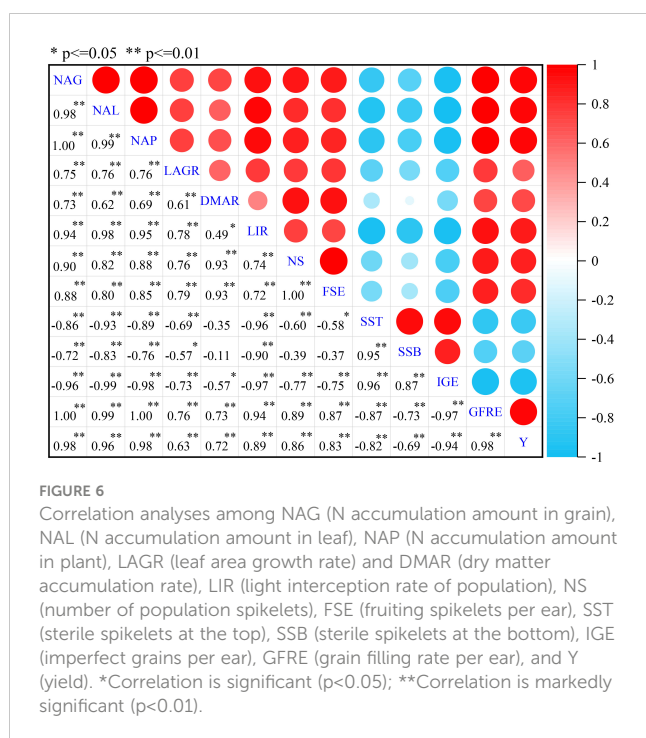 * p<=0.05 ** p<=0.01
NAG
0.98** NAL
1.00** 0.99** NAP
0.75** 0.76** 0.76** LAGR
0.73** 0.62** 0.69** 0.61** DMAR
0.94** 0.98** 0.95** 0.78** 0.49* LIR
0.90** 0.82** 0.88** 0.76** 0.93** 0.74** NS
0.88** 0.80** 0.85** 0.79** 0.93** 0.72** 1.00** FSE
-0.86** -0.93** -0.89** -0.69** -0.35 -0.96** -0.60** -0.58* SST
-0.72** -0.83** -0.76** -0.57* -0.11 -0.90** -0.39 -0.37 0.95** SSB
-0.96** -0.99** -0.98** -0.73** -0.57* -0.97** -0.77** -0.75** 0.96** 0.87** IGE
1.00** 0.99** 1.00** 0.76** 0.73** 0.94** 0.89** 0.87** -0.87** -0.73** -0.97** GFRE
0.98** 0.96** 0.98** 0.63** 0.72** 0.89** 0.86** 0.83** -0.82** -0.69** -0.94** 0.98** Y
1
0.8
0.6
0.4
0.2
0
-0.2
-0.4
-0.6
-0.8
-1
FIGURE 6
Correlation analyses among NAG (N accumulation amount in grain),
NAL (N accumulation amount in leaf), NAP (N accumulation amount
in plant), LAGR (leaf area growth rate) and DMAR (dry matter
accumulation rate), LIR (light interception rate of population), NS
(number of population spikelets), FSE (fruiting spikelets per ear), SST
(sterile spikelets at the top), SSB (sterile spikelets at the bottom), IGE
(imperfect grains per ear), GFRE (grain filling rate per ear), and Y
(yield). *Correlation is significant (p<0.05); **Correlation is markedly
significant (p<0.01).